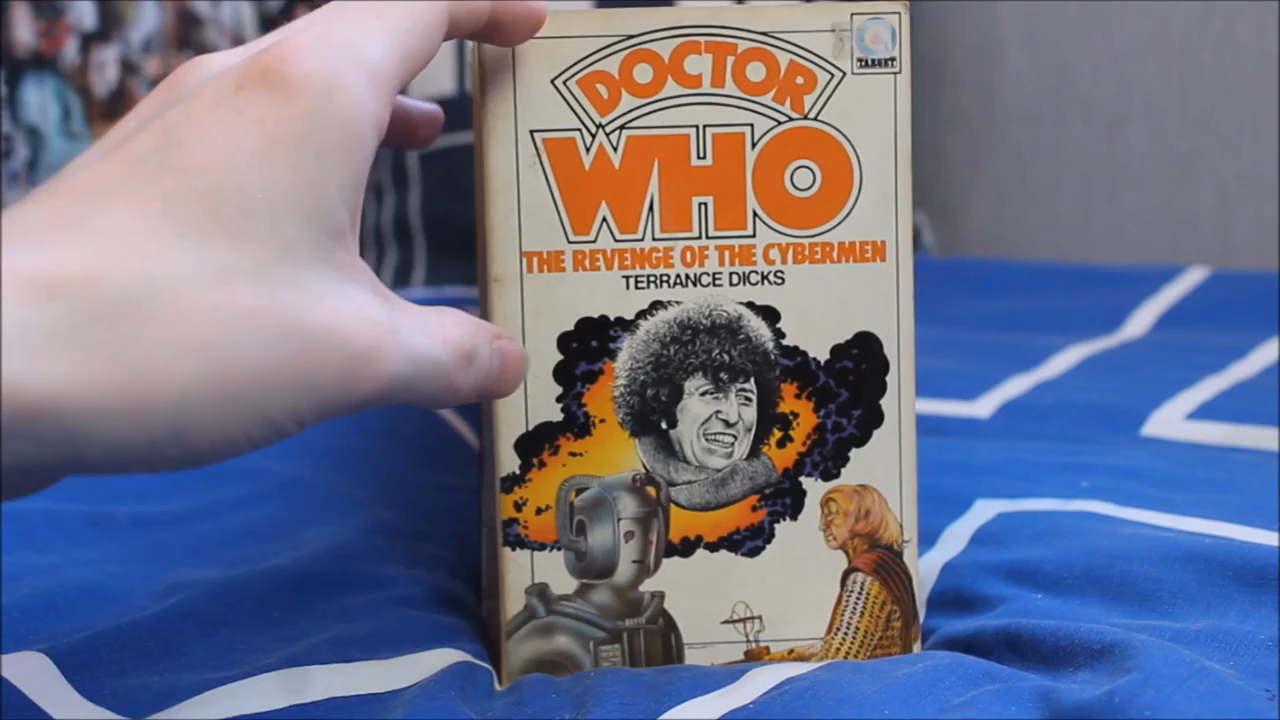 TARGET
DOCTOR
WHO
THE REVENGE OF THE CYBERMEN
TERRANCE DICKS